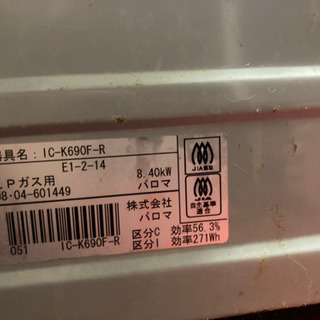 具名：IC-K690F-R
E1-2-14
8.40kW
LPガス用
パロマ
08・04-601449
株式会社
パロマ
051 IC-K690F-R
区分C 効率56.3%
区分I 効率271Wh
JIA認証
自主基準
適合